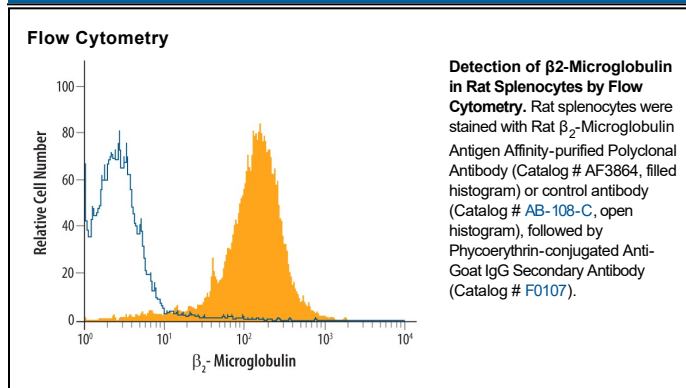 Flow Cytometry
Relative Cell Number
100
80
60
40
20
0
10⁰
10¹
10²
10³
10⁴
β₂- Microglobulin
Detection of β2-Microglobulin
in Rat Splenocytes by Flow
Cytometry. Rat splenocytes were
stained with Rat β₂-Microglobulin
Antigen Affinity-purified Polyclonal
Antibody (Catalog # AF3864, filled
histogram) or control antibody
(Catalog # AB-108-C, open
histogram), followed by
Phycoerythrin-conjugated Anti-
Goat IgG Secondary Antibody
(Catalog # F0107).